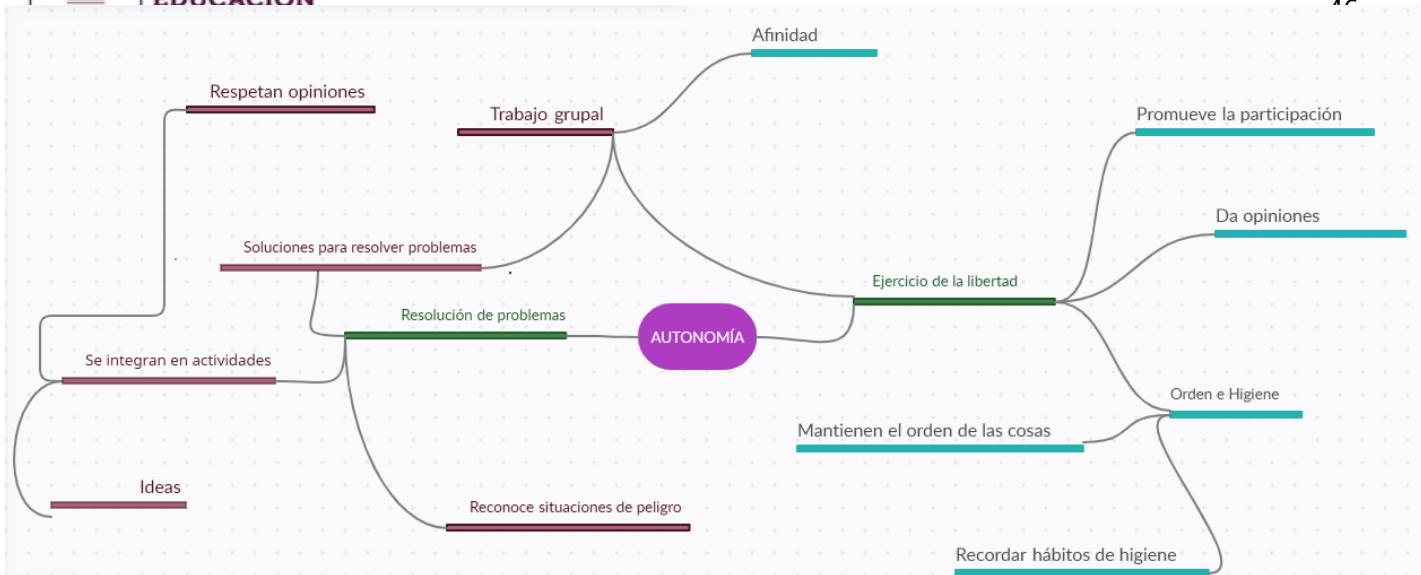 EDUCACIÓN
Afinidad
Respetan opiniones
Trabajo grupal
Promueve la participación
Da opiniones
Soluciones para resolver problemas
Ejercicio de la libertad
Resolución de problemas
AUTONOMÍA
Se integran en actividades
Orden e Higiene
Mantienen el orden de las cosas
Ideas
Reconoce situaciones de peligro
Recordar hábitos de higiene